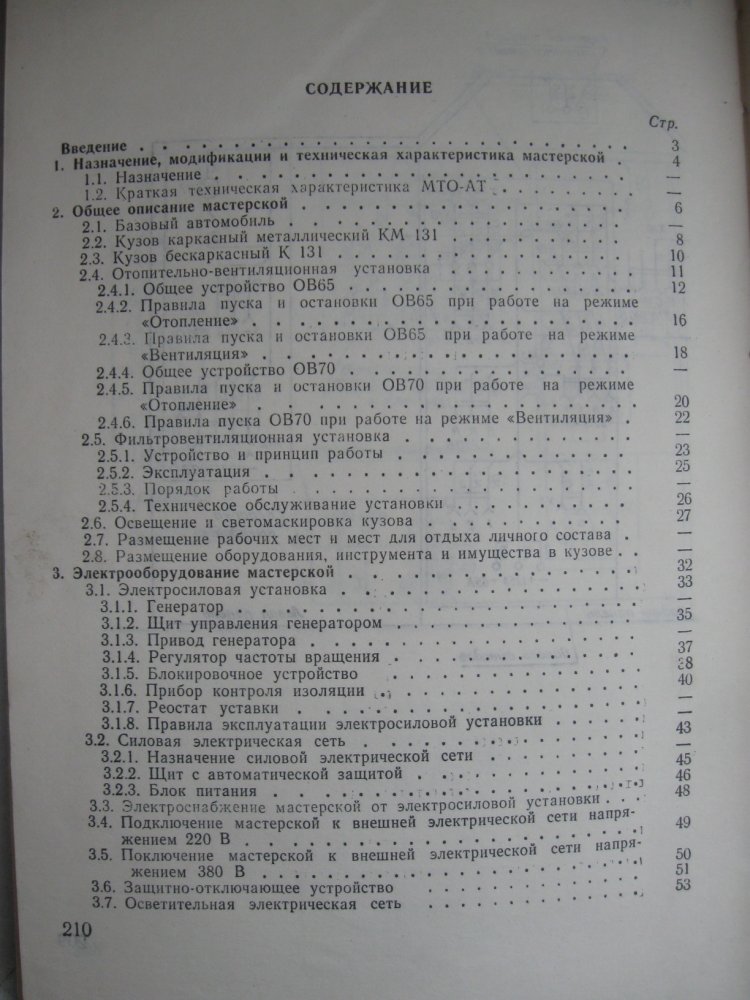 СОДЕРЖАНИЕ
Стр.
Введение . . . . . . . . . . 3
1. Назначение, модификации и техническая характеристика мастерской . 4
1.1. Назначение . . . . . . . . . . —
1.2. Краткая техническая характеристика МТО-АТ . . . . . . . —
2. Общее описание мастерской . . . . . . . . . . 6
2.1. Базовый автомобиль . . . . . . . . . . —
2.2. Кузов каркасный металлический КМ 131 . . . . . . . . 8
2.3. Кузов бескаркасный К 131 . . . . . . . . . . 10
2.4. Отопительно-вентиляционная установка . . . . . . . . 11
2.4.1. Общее устройство ОВ65 . . . . . . . . . . 12
2.4.2. Правила пуска и остановки ОВ65 при работе на режиме
«Отопление» . . . . . . . . . . 16
2.4.3. Правила пуска и остановки ОВ65 при работе на режиме
«Вентиляция» . . . . . . . . . . 18
2.4.4. Общее устройство ОВ70 . . . . . . . . . . —
2.4.5. Правила пуска и остановки ОВ70 при работе на режиме
«Отопление» . . . . . . . . . . 20
2.4.6. Правила пуска ОВ70 при работе на режиме «Вентиляция» . 22
2.5. Фильтровентиляционная установка . . . . . . . . . . —
2.5.1. Устройство и принцип работы . . . . . . . . . . 23
2.5.2. Эксплуатация . . . . . . . . . . 25
2.5.3. Порядок работы . . . . . . . . . . —
2.5.4. Техническое обслуживание установки . . . . . . . . 26
2.6. Освещение и светомаскировка кузова . . . . . . . . 27
2.7. Размещение рабочих мест и мест для отдыха личного состава . —
2.8. Размещение оборудования, инструмента и имущества в кузове . . —
3. Электрооборудование мастерской . . . . . . . . . . 32
3.1. Электросиловая установка . . . . . . . . . . 33
3.1.1. Генератор . . . . . . . . . . —
3.1.2. Щит управления генератором . . . . . . . . . . 35
3.1.3. Привод генератора . . . . . . . . . . —
3.1.4. Регулятор частоты вращения . . . . . . . . . . 37
3.1.5. Блокировочное устройство . . . . . . . . . . 38
3.1.6. Прибор контроля изоляции . . . . . . . . . . 40
3.1.7. Реостат уставки . . . . . . . . . . —
3.1.8. Правила эксплуатации электросиловой установки . . . . . —
3.2. Силовая электрическая сеть . . . . . . . . . . 43
3.2.1. Назначение силовой электрической сети . . . . . . . —
3.2.2. Щит с автоматической защитой . . . . . . . . . . 45
3.2.3. Блок питания . . . . . . . . . . 46
3.3. Электроснабжение мастерской от электросиловой установки . . . 48
3.4. Подключение мастерской к внешней электрической сети напря-
жением 220 В . . . . . . . . . . 49
3.5. Поключение мастерской к внешней электрической сети напря-
жением 380 В . . . . . . . . . . 50
3.6. Защитно-отключающее устройство . . . . . . . . . . 51
3.7. Осветительная электрическая сеть . . . . . . . . . . 53
210